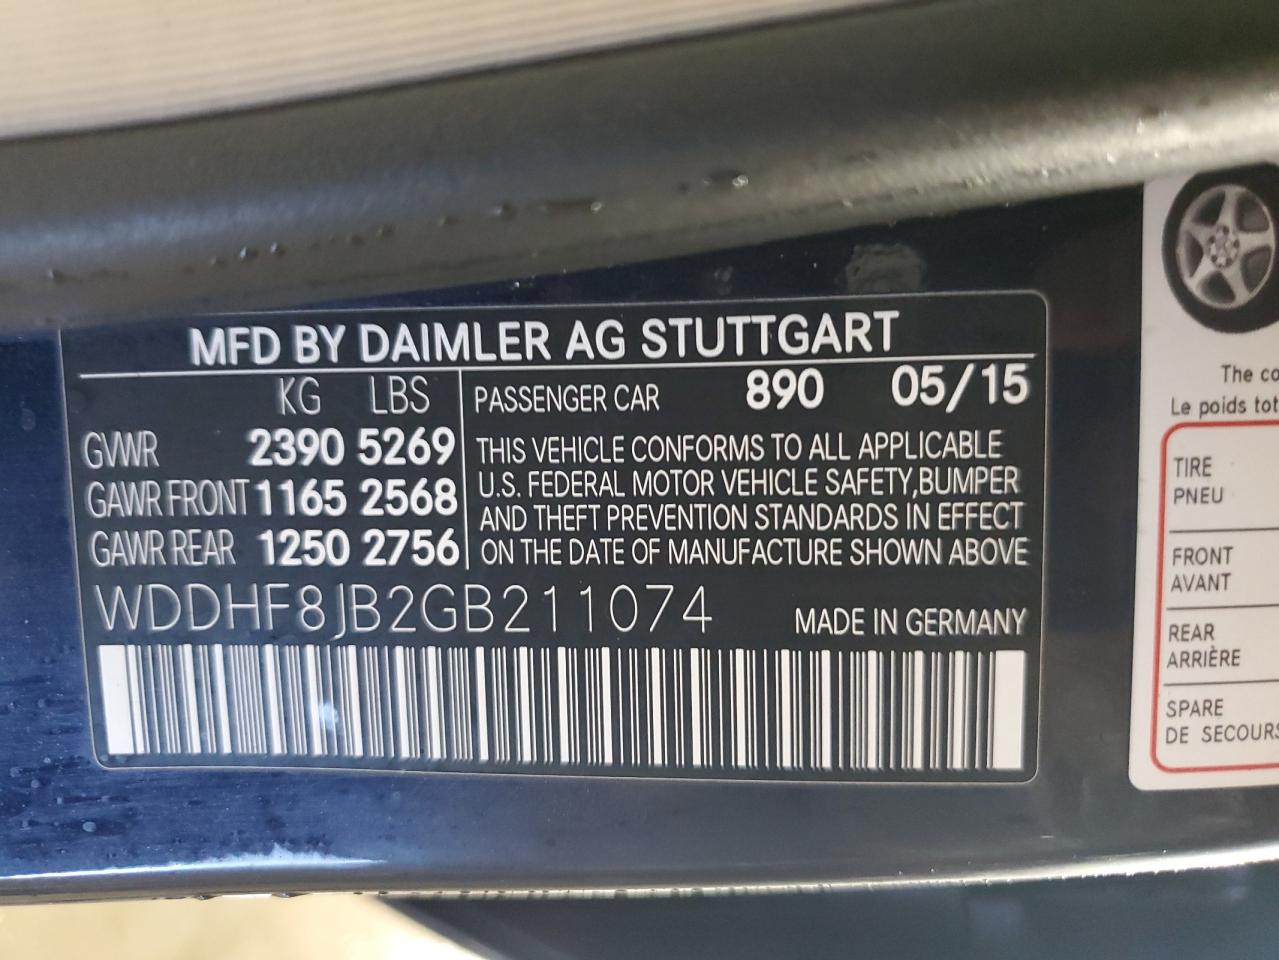 MFD BY DAIMLER AG STUTTGART
KG LBS
GVWR 2390 5269
GAWR FRONT 1165 2568
GAWR REAR 1250 2756
PASSENGER CAR 890 05/15
THIS VEHICLE CONFORMS TO ALL APPLICABLE
U.S. FEDERAL MOTOR VEHICLE SAFETY,BUMPER
AND THEFT PREVENTION STANDARDS IN EFFECT
ON THE DATE OF MANUFACTURE SHOWN ABOVE
WDDHF8JB2GB211074 MADE IN GERMANY
The co
Le poids tot
TIRE
PNEU
FRONT
AVANT
REAR
ARRIÈRE
SPARE
DE SECOURS